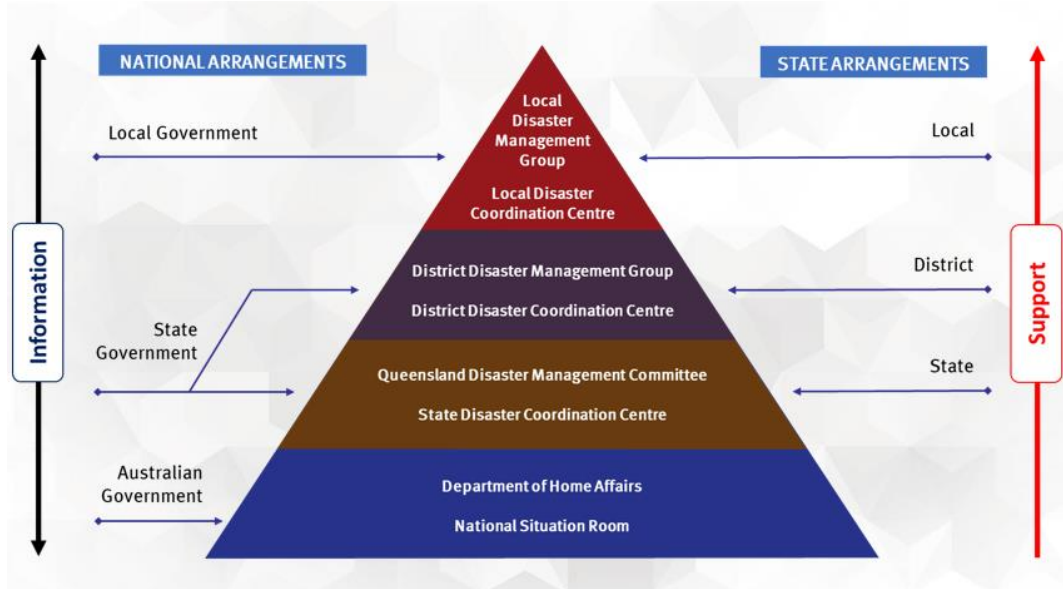 NATIONAL ARRANGEMENTS
STATE ARRANGEMENTS
Local
Disaster
Management
Group
Local Disaster
Coordination Centre
Local Government
Local
District Disaster Management Group
District Disaster Coordination Centre
District
State
Government
Queensland Disaster Management Committee
State Disaster Coordination Centre
State
Australian
Government
Department of Home Affairs
National Situation Room
Information
Support